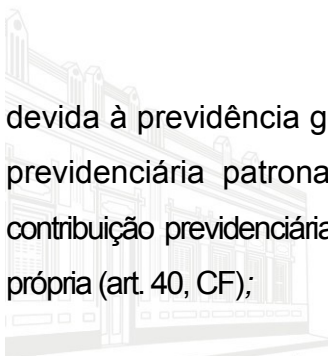 devida à previdência g
previdenciária patrona
contribuição previdenciária
própria (art. 40, CF);